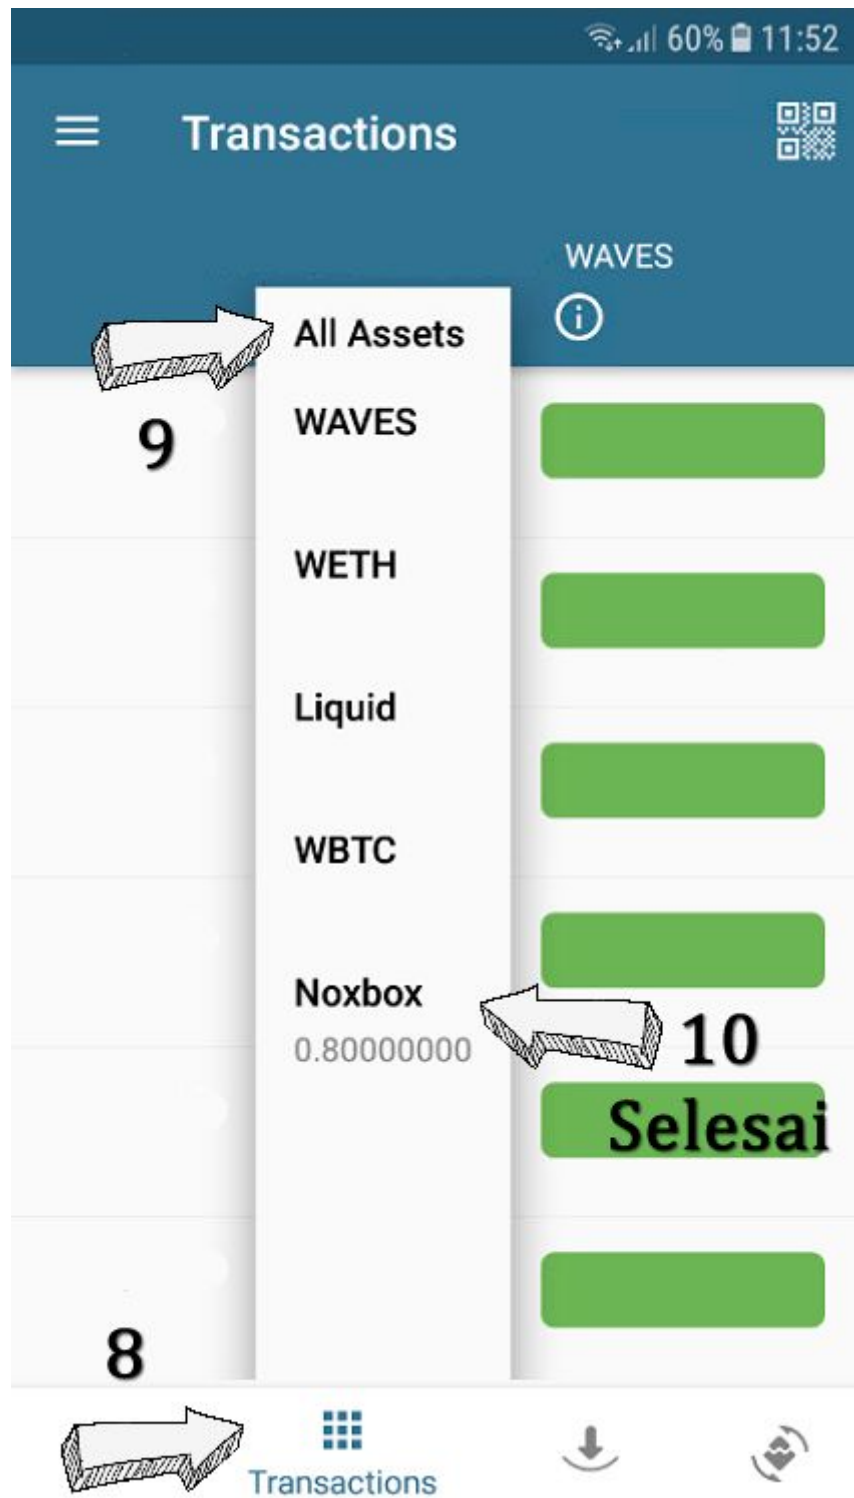 60% 11:52
Transactions
WAVES
All Assets
9
WAVES
WETH
Liquid
WBTC
Noxbox
0.80000000
10
Selesai
8
Transactions